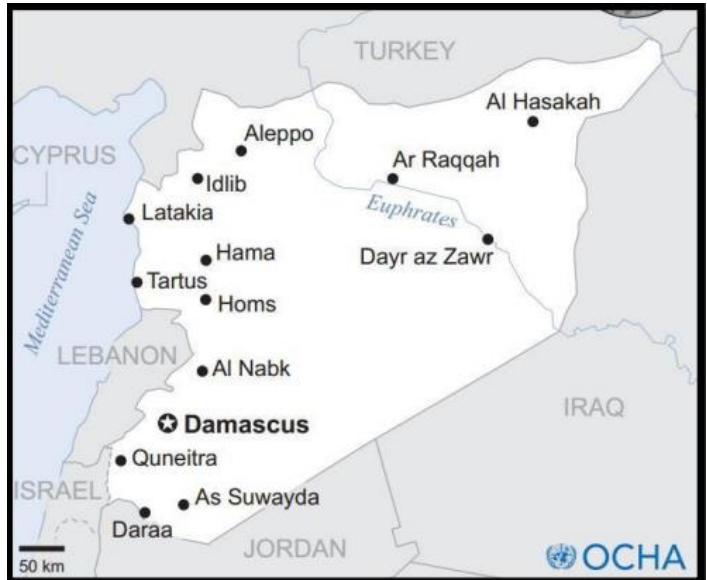 TURKEY
Al Hasakah
Aleppo
CYPRUS
Ar Raqqah
Idlib
Euphrates
Latakia
Mediterranean Sea
Hama
Dayr az Zawr
Tartus
Homs
LEBANON
Al Nabk
IRAQ
Damascus
Quneitra
ISRAEL
As Suwayda
Daraa
JORDAN
50 km
OCHA